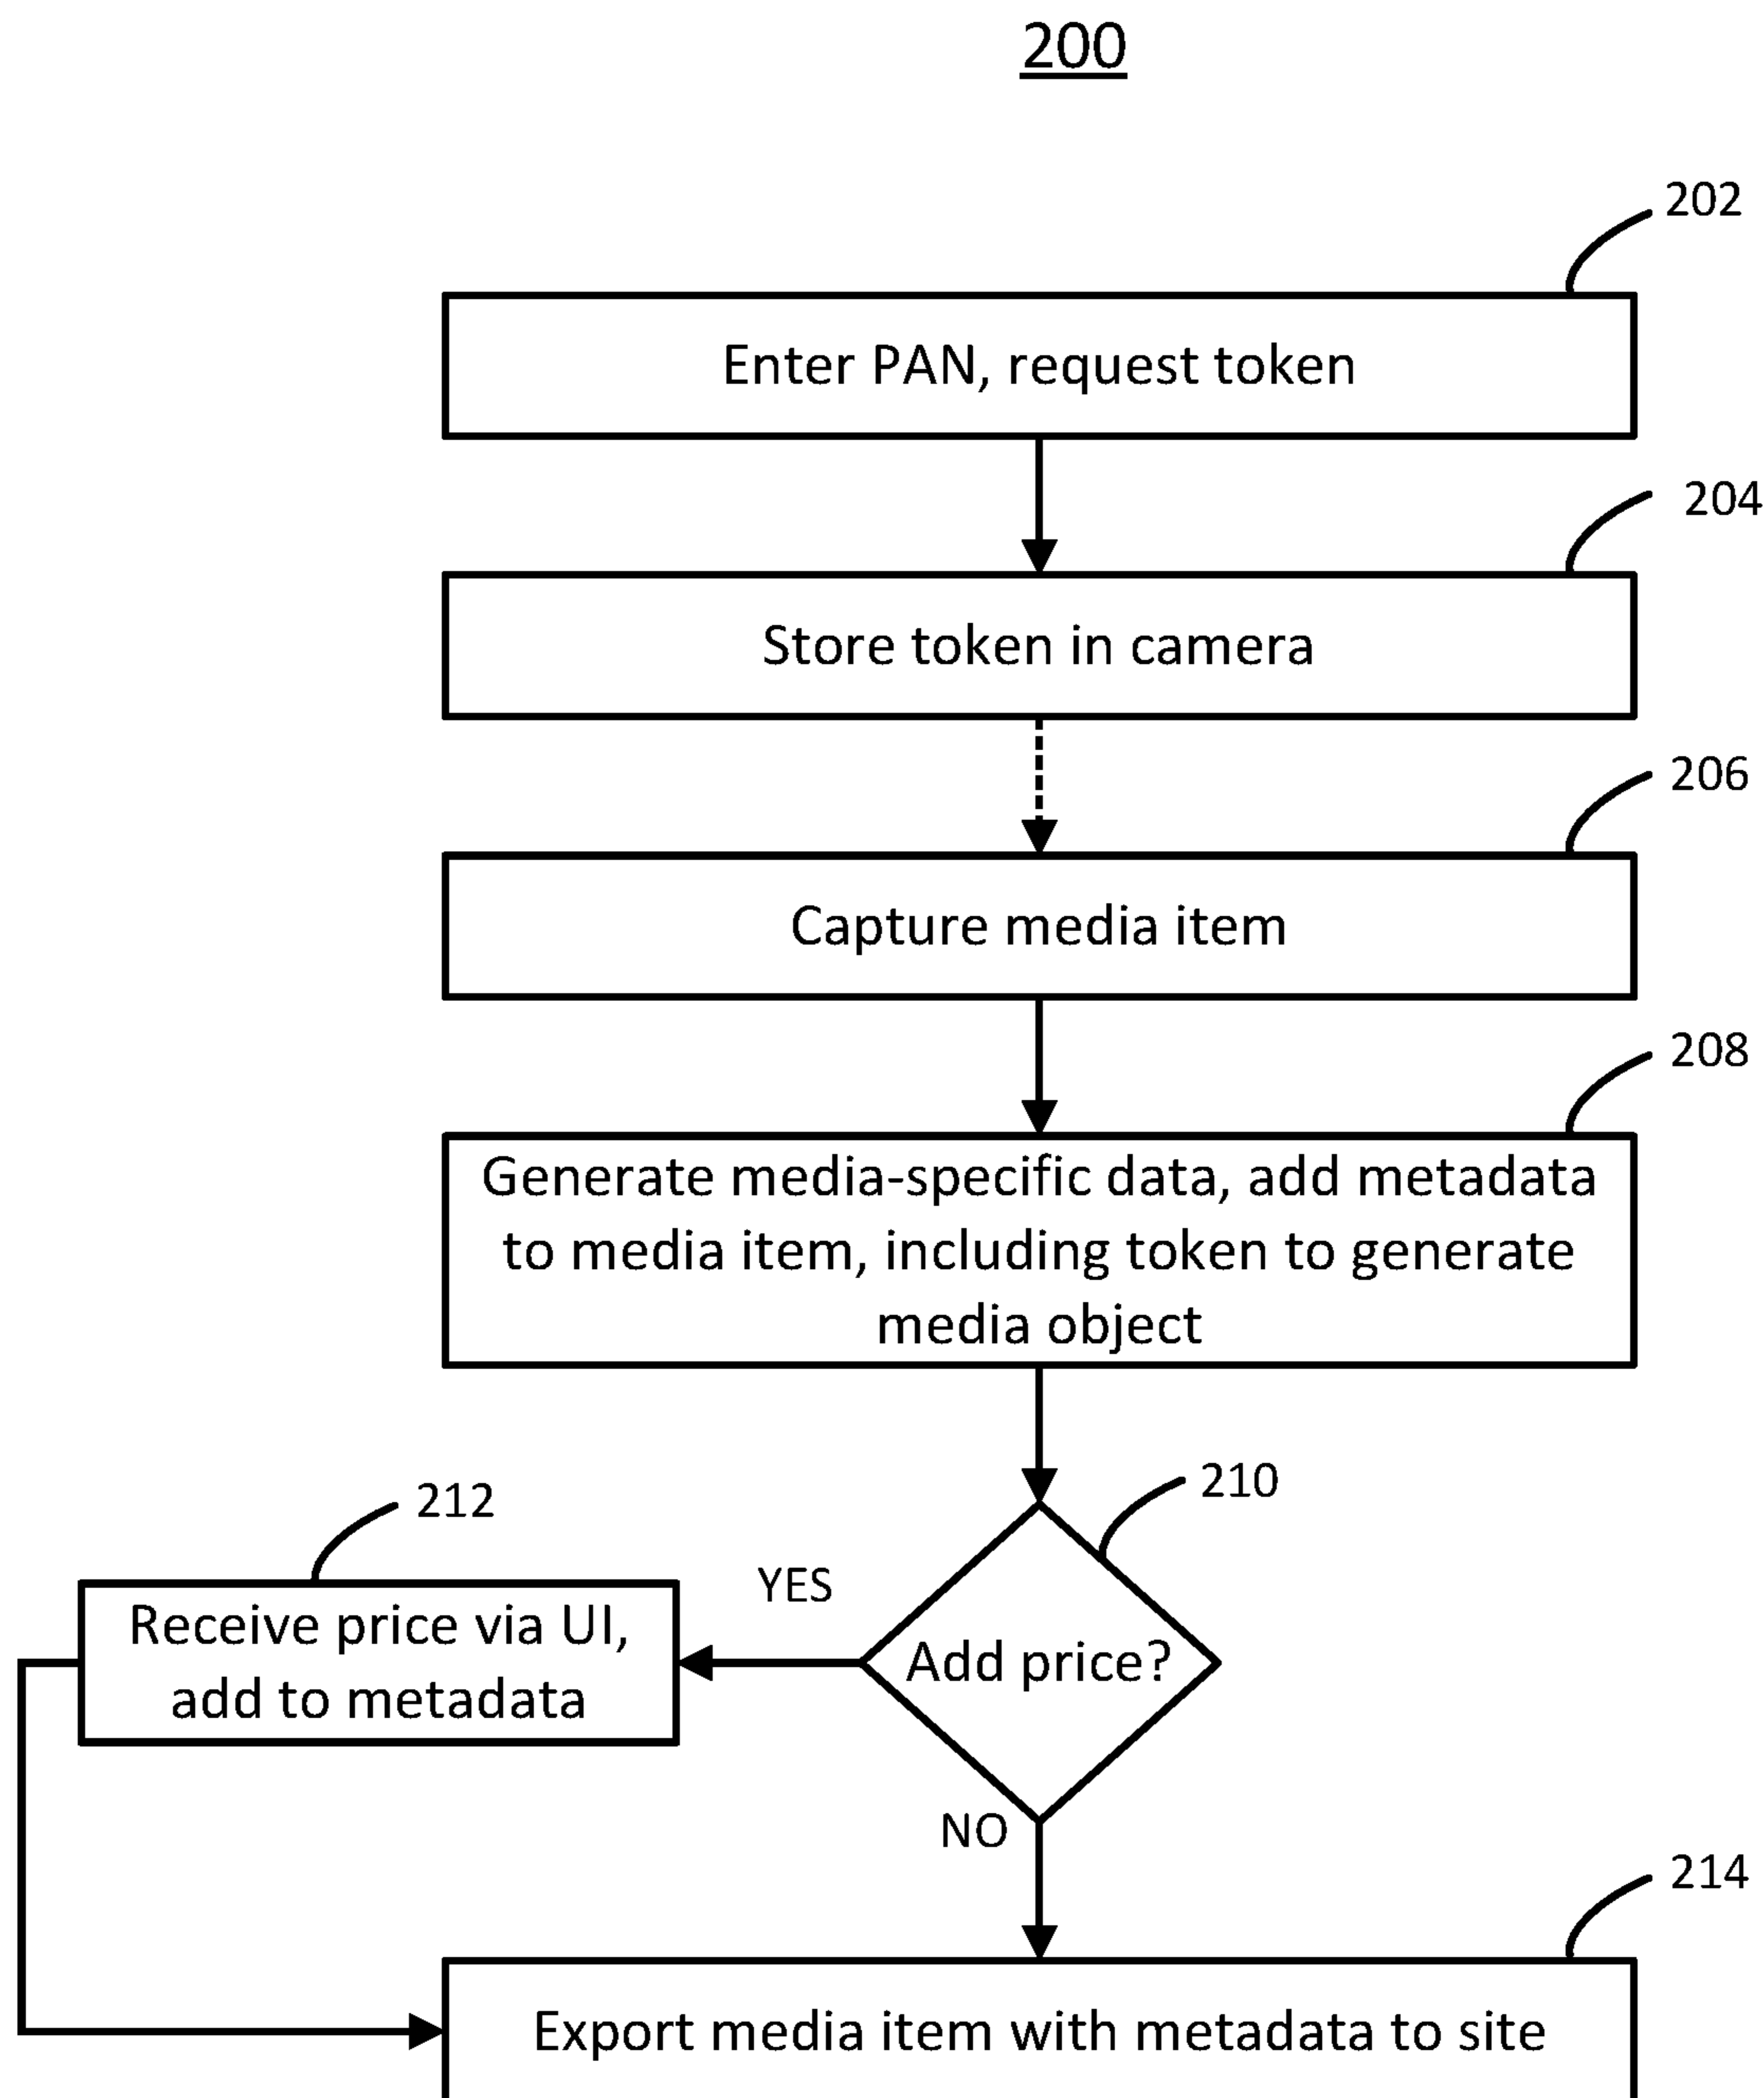 200
202
Enter PAN, request token
204
Store token in camera
206
Capture media item
208
Generate media-specific data, add metadata
to media item, including token to generate
media object
210
212
YES
Receive price via UI,
add to metadata
Add price?
NO
214
Export media item with metadata to site